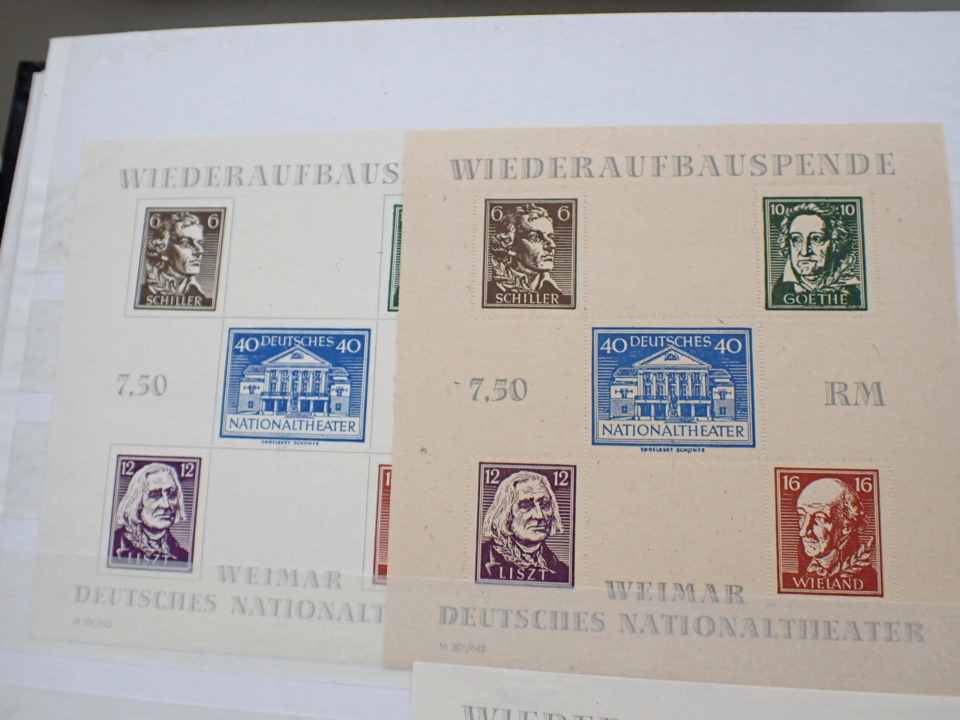 WIEDERAUFBAUS
6 6
SCHILLER
40 DEUTSCHES 40
NATIONALTHEATER
7,50
12 12
LISZT
WEIMAR
DEUTSCHES NATIONALT
WIEDERAUFBAUSPENDE
6 6
SCHILLER
10 10
GOETHE
40 DEUTSCHES 40
NATIONALTHEATER
7,50
RM
12 12
LISZT
16 16
WIELAND
WEIMAR
DEUTSCHES NATIONALTHEATER